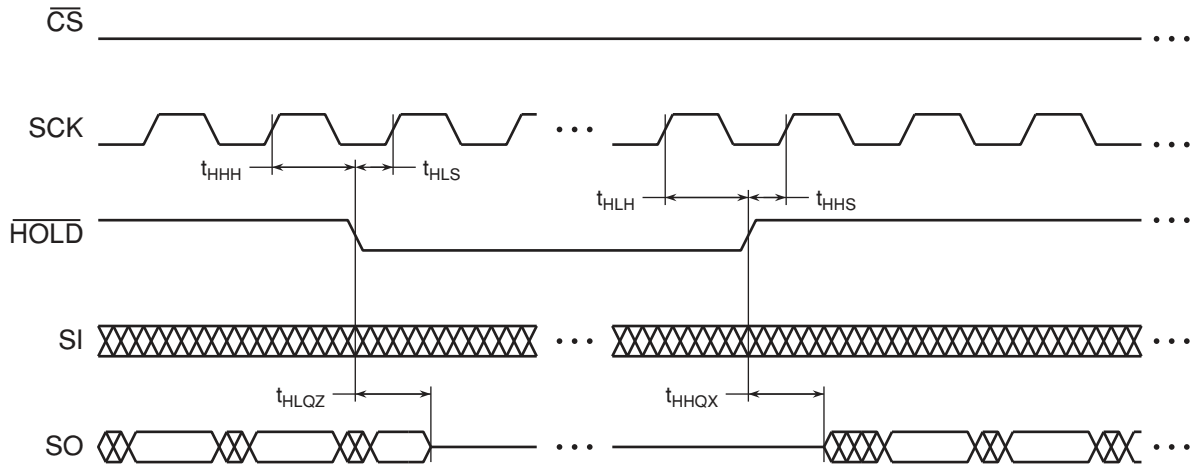 CS
SCK
tHHH
tHLS
tHLH
tHHS
HOLD
SI
tHLQZ
tHHQX
SO